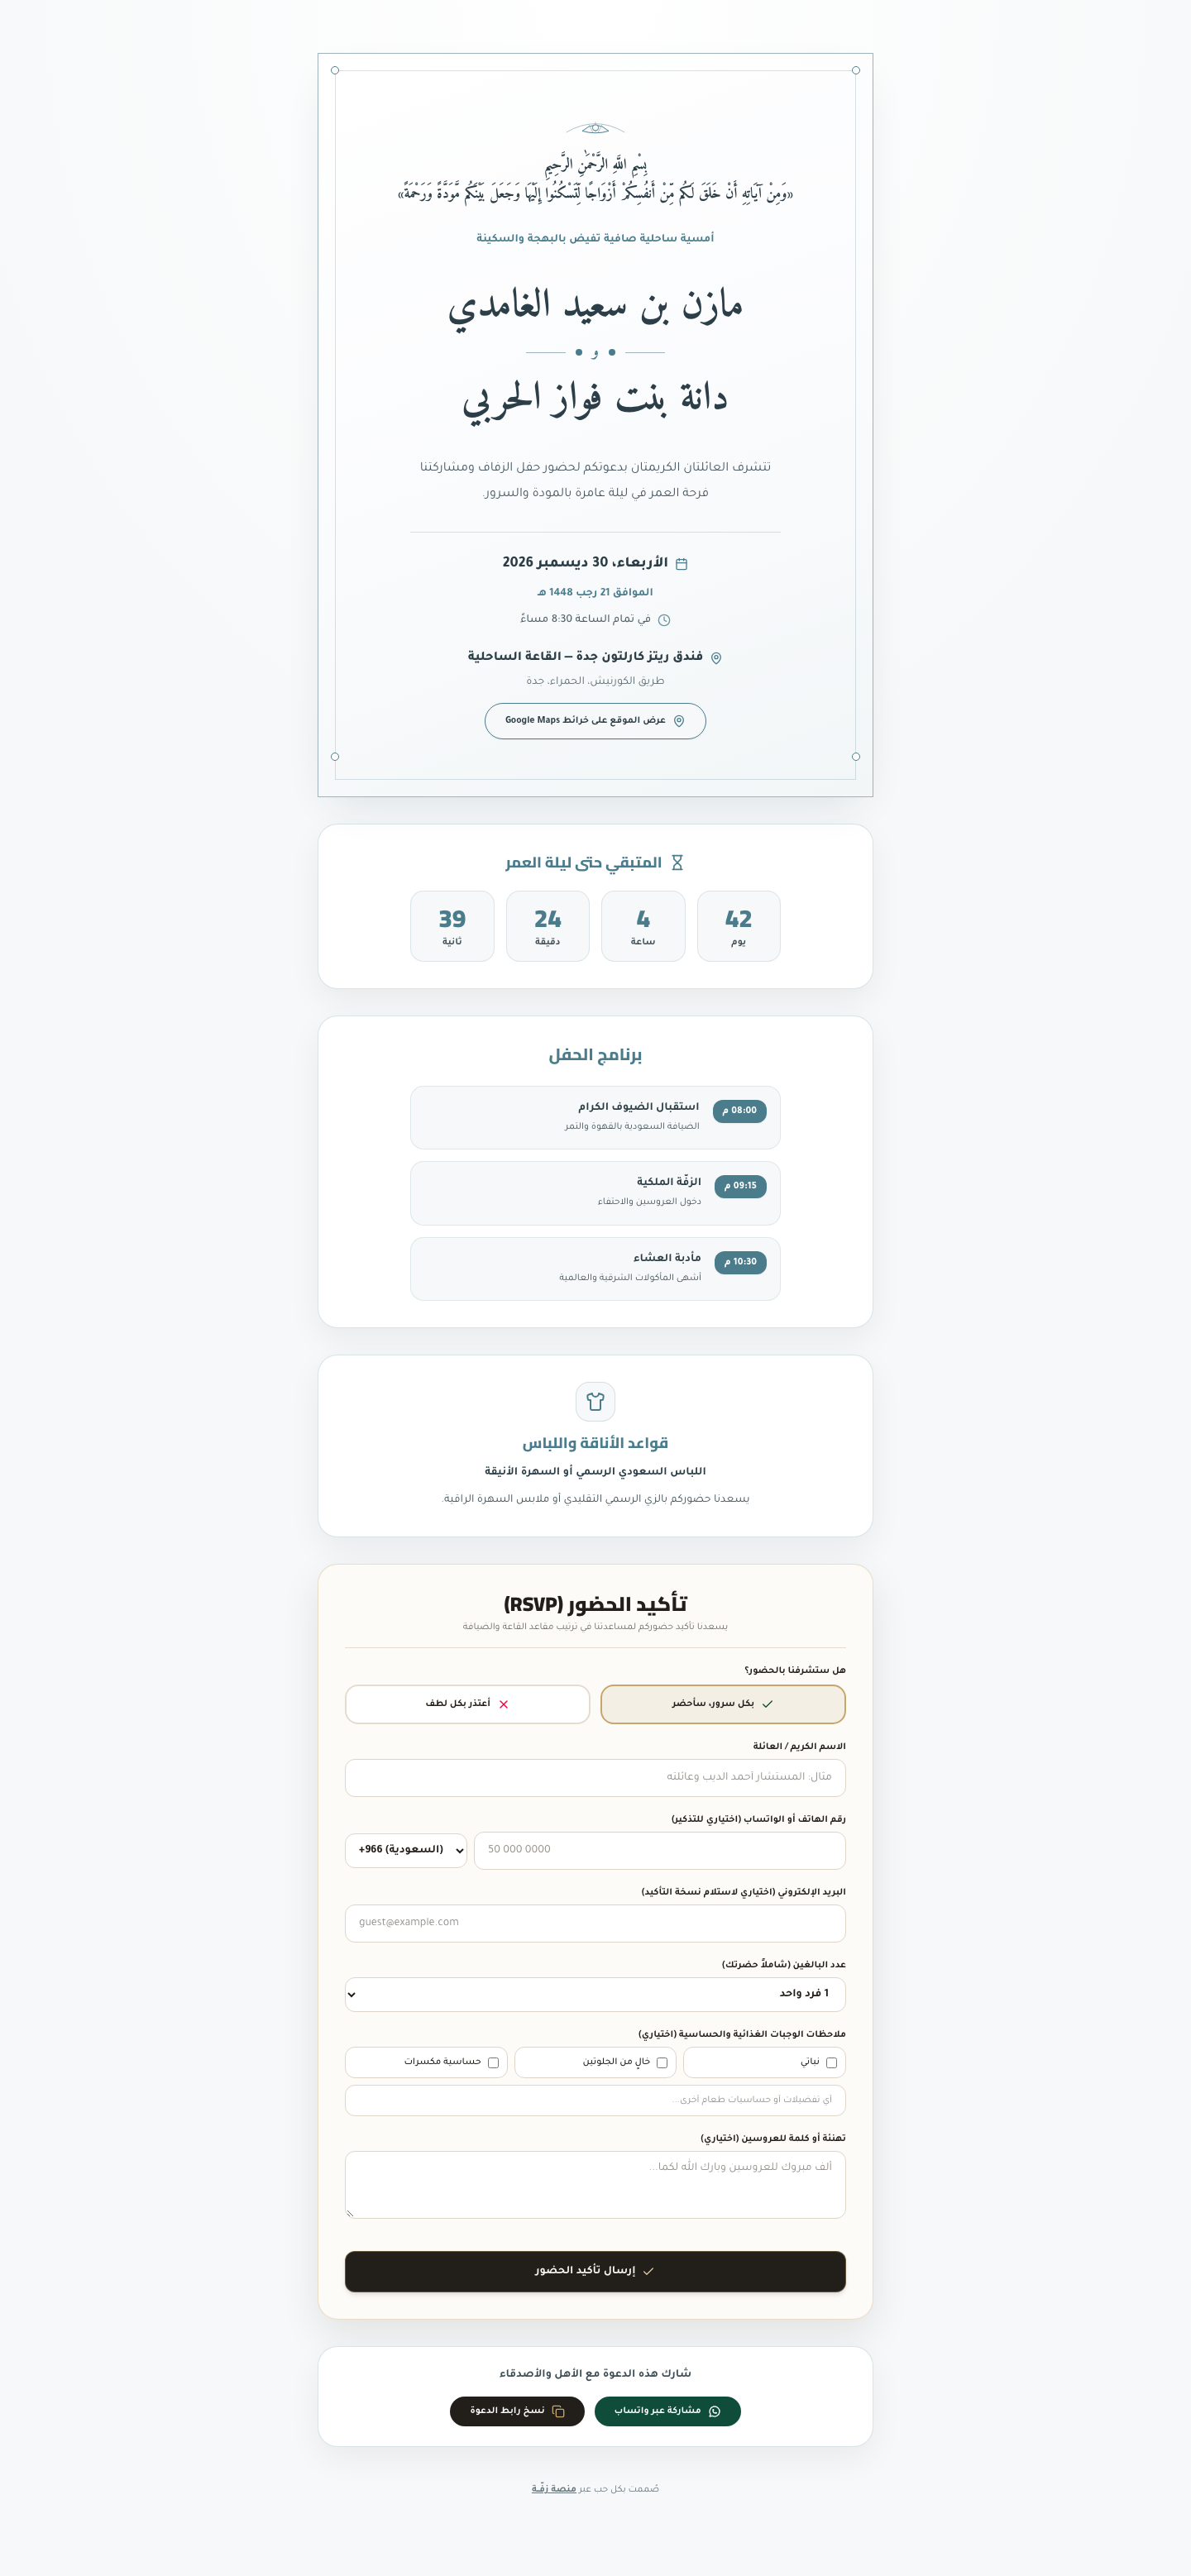 بِسْمِ اللَّهِ الرَّحْمَٰنِ الرَّحِيمِ
«وَمِنْ آيَاتِهِ أَنْ خَلَقَ لَكُم مِّنْ أَنفُسِكُمْ أَزْوَاجًا لِّتَسْكُنُوا إِلَيْهَا وَجَعَلَ بَيْنَكُم مَّوَدَّةً وَرَحْمَةً»
أمسية ساحلية صافية تفيض بالبهجة والسكينة
مازن بن سعيد الغامدي
و
دانة بنت فواز الحربي
تتشرف العائلتان الكريمتان بدعوتكم لحضور حفل الزفاف ومشاركتنا
فرحة العمر في ليلة عامرة بالمودة والسرور.
الأربعاء، 30 ديسمبر 2026
الموافق 21 رجب 1448 هـ
في تمام الساعة 8:30 مساءً
فندق ريتز كارلتون جدة – القاعة الساحلية
طريق الكورنيش، الحمراء، جدة
عرض الموقع على خرائط Google Maps
المتبقي حتى ليلة العمر
42 4 24 39
يوم ساعة دقيقة ثانية
برنامج الحفل
08:00 م استقبال الضيوف الكرام
الضيافة السعودية بالقهوة والتمر
09:15 م الزفّة الملكية
دخول العروسين والاحتفاء
10:30 م مأدبة العشاء
أشهى المأكولات الشرقية والعالمية
قواعد الأناقة واللباس
اللباس السعودي الرسمي أو السهرة الأنيقة
يسعدنا حضوركم بالزي الرسمي التقليدي أو ملابس السهرة الراقية.
تأكيد الحضور (RSVP)
يسعدنا تأكيد حضوركم لمساعدتنا في ترتيب مقاعد القاعة والضيافة
هل ستشرفنا بالحضور؟
بكل سرور، سأحضر أعتذر بكل لطف
الاسم الكريم / العائلة
مثال: المستشار أحمد الديب وعائلته
رقم الهاتف أو الواتساب (اختياري للتذكير)
50 000 0000 +966 (السعودية)
البريد الإلكتروني (اختياري لاستلام نسخة التأكيد)
guest@example.com
عدد البالغين (شاملاً حضرتك)
1 فرد واحد
ملاحظات الوجبات الغذائية والحساسية (اختياري)
نباتي خالٍ من الجلوتين حساسية مكسرات
أي تفضيلات أو حساسيات طعام أخرى...
تهنئة أو كلمة للعروسين (اختياري)
ألف مبروك للعروسين وبارك الله لكما...
إرسال تأكيد الحضور
شارك هذه الدعوة مع الأهل والأصدقاء
مشاركة عبر واتساب نسخ رابط الدعوة
صُممت بكل حب عبر منصة زفّـة